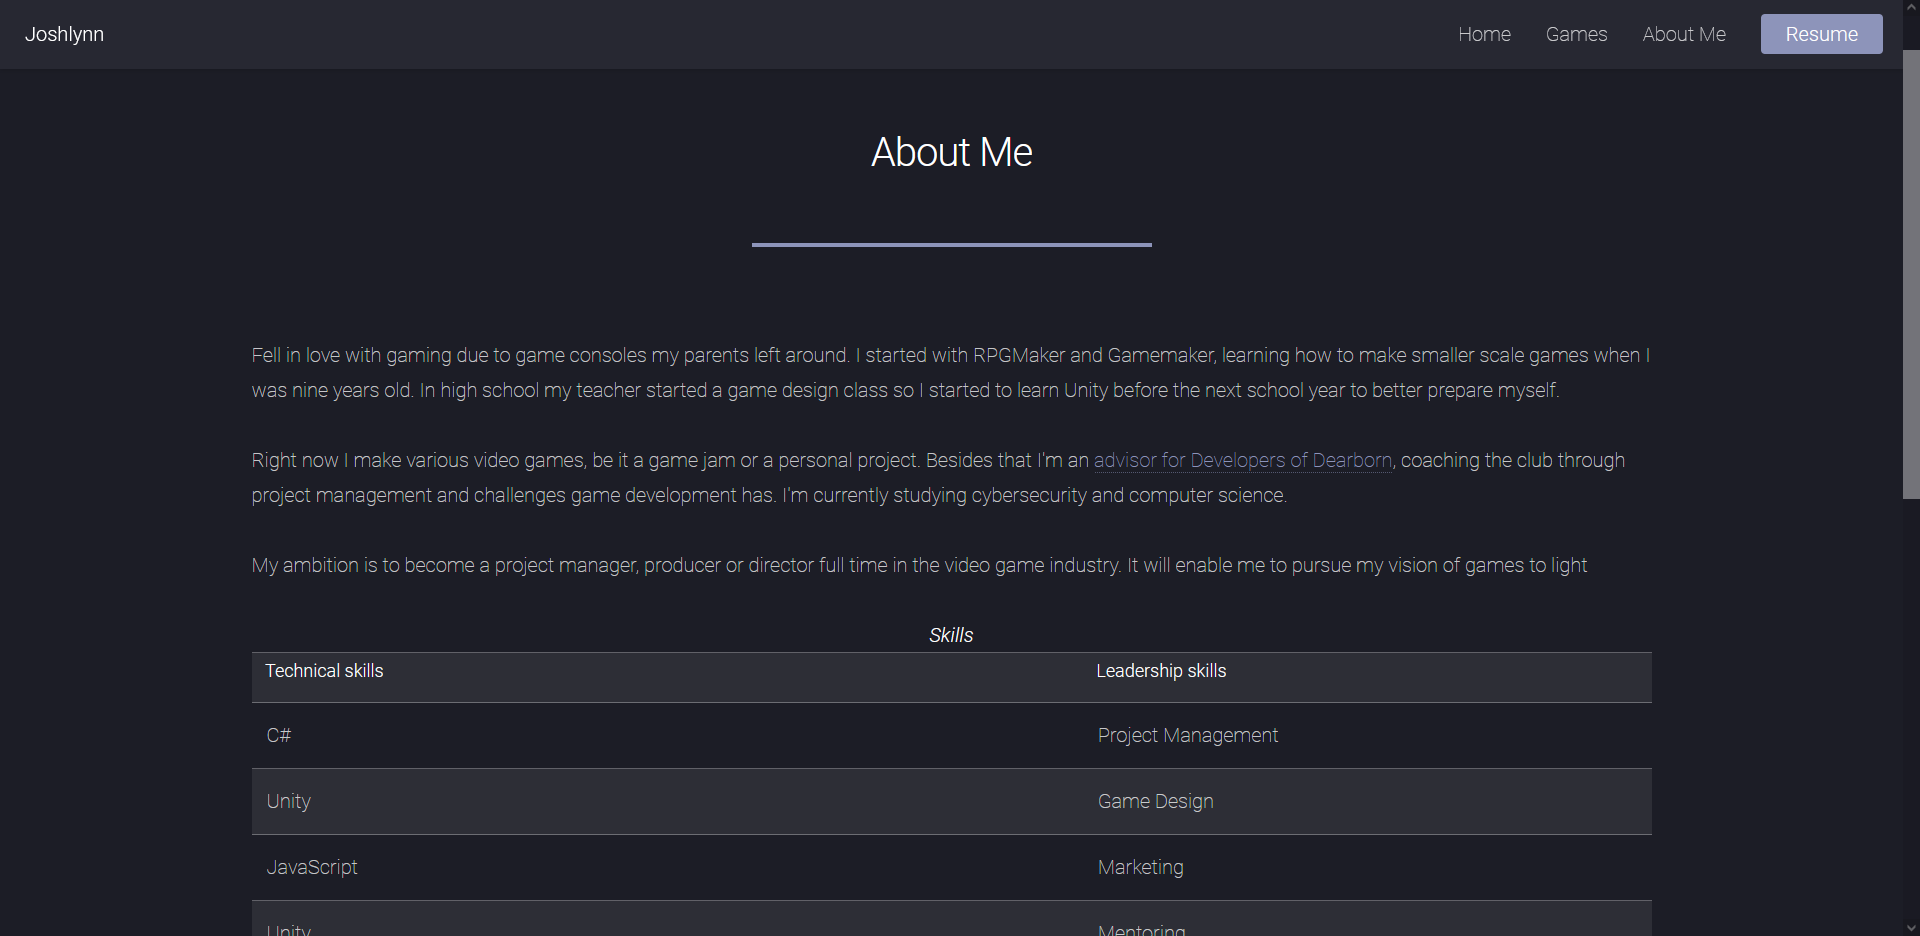 Joshlynn
Home Games About Me Resume
About Me
Fell in love with gaming due to game consoles my parents left around. I started with RPGMaker and Gamemaker, learning how to make smaller scale games when I
was nine years old. In high school my teacher started a game design class so I started to learn Unity before the next school year to better prepare myself.
Right now I make various video games, be it a game jam or a personal project. Besides that I'm an advisor for Developers of Dearborn, coaching the club through
project management and challenges game development has. I'm currently studying cybersecurity and computer science.
My ambition is to become a project manager, producer or director full time in the video game industry. It will enable me to pursue my vision of games to light
Skills
Technical skills Leadership skills
C# Project Management
Unity Game Design
JavaScript Marketing
Unity Mentoring